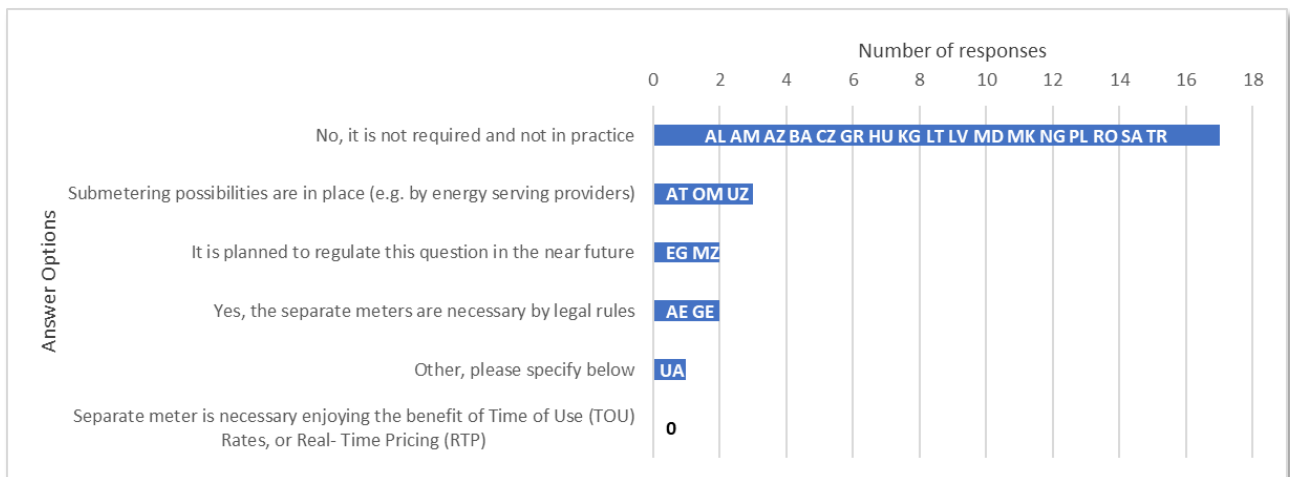 Number of responses
0 2 4 6 8 10 12 14 16 18
Answer Options
No, it is not required and not in practice
AL AM AZ BA CZ GR HU KG LT LV MD MK NG PL RO SA TR
Submetering possibilities are in place (e.g. by energy serving providers)
AT OM UZ
It is planned to regulate this question in the near future
EG MZ
Yes, the separate meters are necessary by legal rules
AE GE
Other, please specify below
UA
Separate meter is necessary enjoying the benefit of Time of Use (TOU)
Rates, or Real- Time Pricing (RTP)
0